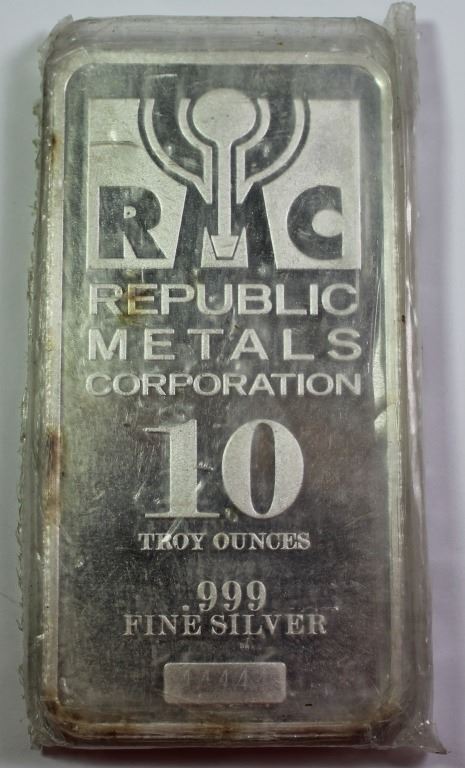 RMC
REPUBLIC
METALS
CORPORATION
10
TROY OUNCES
.999
FINE SILVER